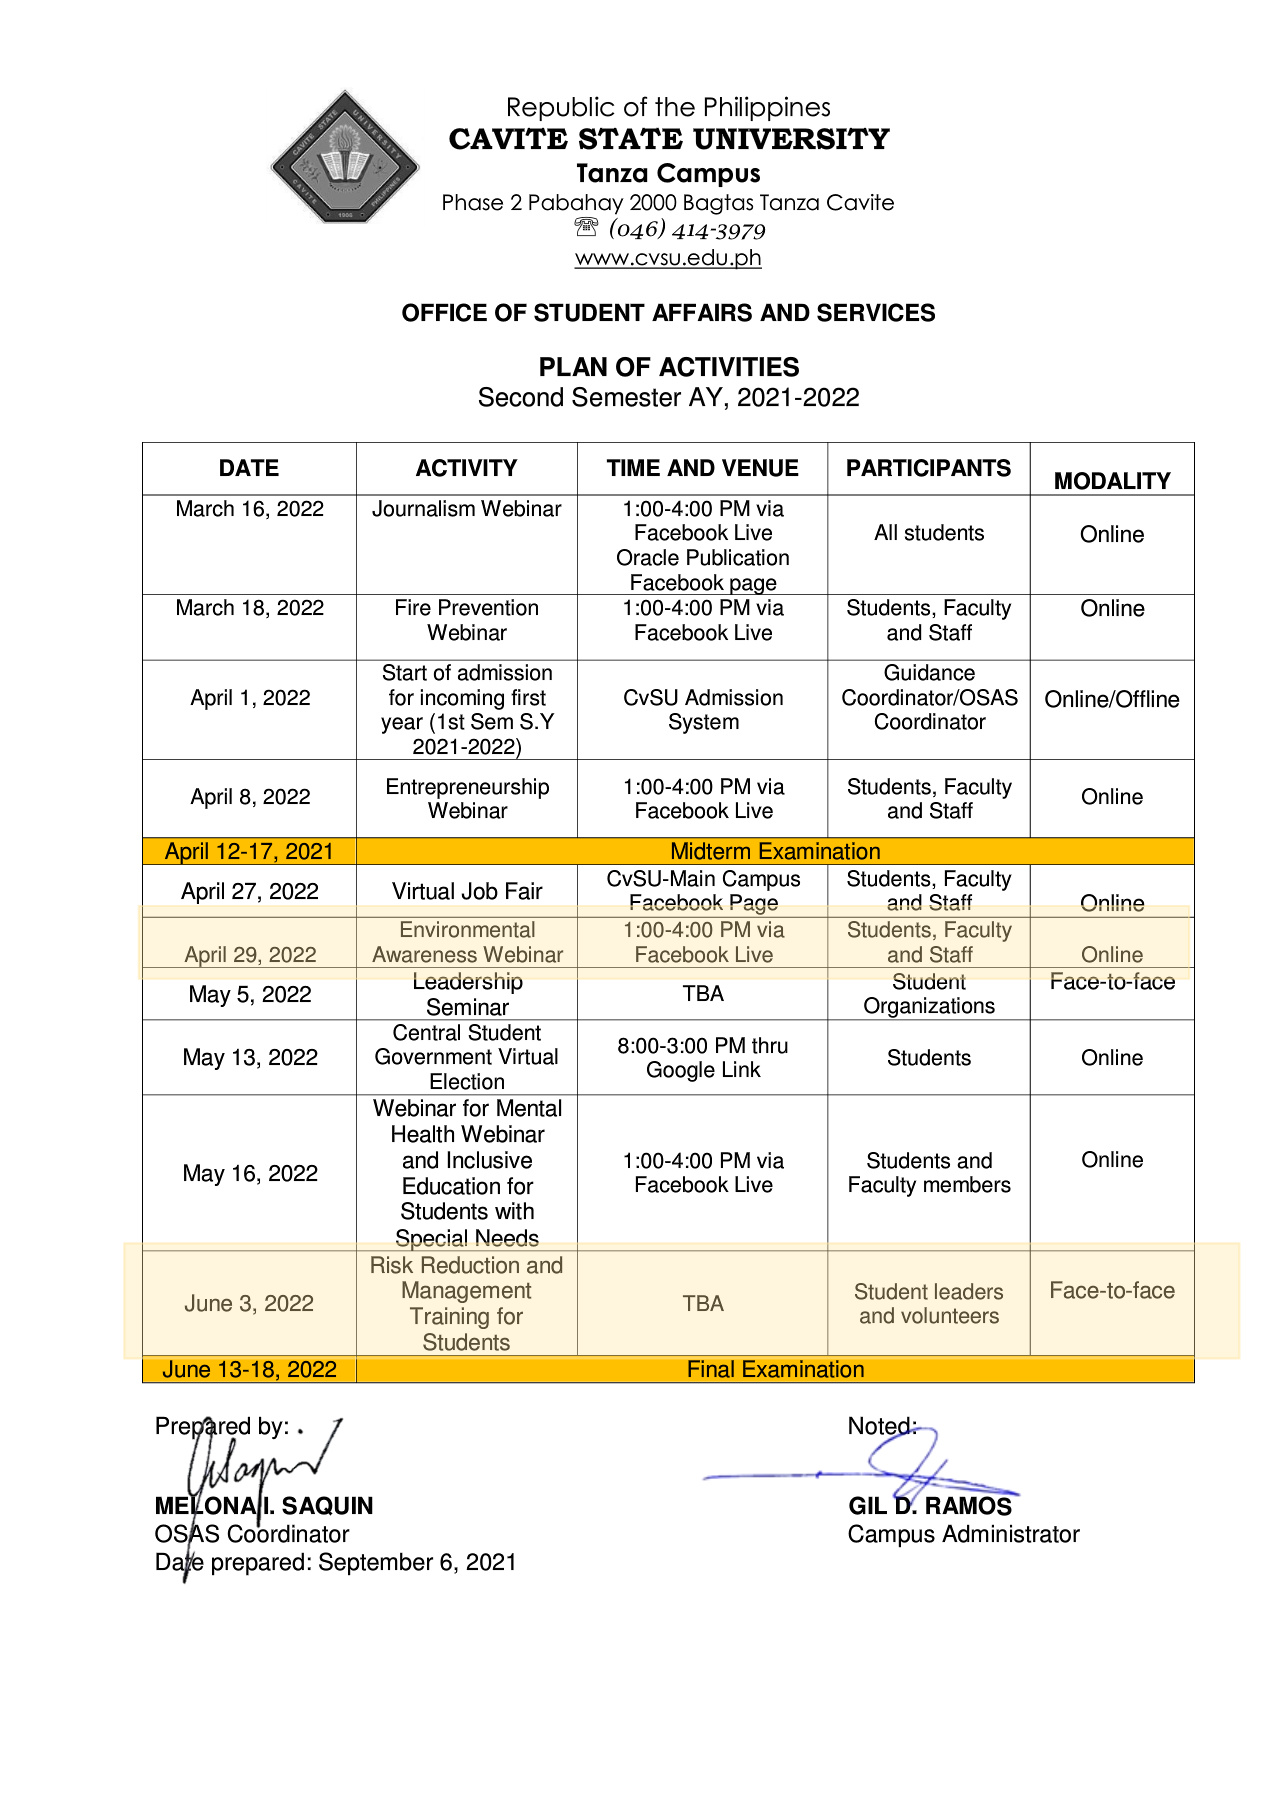 Republic of the Philippines
CAVITE STATE UNIVERSITY
Tanza Campus
Phase 2 Pabahay 2000 Bagtas Tanza Cavite
☏ (046) 414-3979
www.cvsu.edu.ph
CAVITE STATE UNIVERSITY
CAVITE
PHILIPPINES
1906
OFFICE OF STUDENT AFFAIRS AND SERVICES
PLAN OF ACTIVITIES
Second Semester AY, 2021-2022
DATE ACTIVITY TIME AND VENUE PARTICIPANTS MODALITY
March 16, 2022 Journalism Webinar 1:00-4:00 PM via
Facebook Live
Oracle Publication
Facebook page
All students Online
March 18, 2022 Fire Prevention
Webinar
1:00-4:00 PM via
Facebook Live
Students, Faculty
and Staff
Online
April 1, 2022
Start of admission
for incoming first
year (1st Sem S.Y
2021-2022)
CvSU Admission
System
Guidance
Coordinator/OSAS
Coordinator
Online/Offline
April 8, 2022
Entrepreneurship
Webinar
1:00-4:00 PM via
Facebook Live
Students, Faculty
and Staff
Online
April 12-17, 2021 Midterm Examination
April 27, 2022 Virtual Job Fair
CvSU-Main Campus
Facebook Page
Students, Faculty
and Staff
Online
April 29, 2022
Environmental
Awareness Webinar
1:00-4:00 PM via
Facebook Live
Students, Faculty
and Staff
Online
May 5, 2022
Leadership
Seminar
TBA
Student
Organizations
Face-to-face
May 13, 2022
Central Student
Government Virtual
Election
8:00-3:00 PM thru
Google Link
Students Online
May 16, 2022
Webinar for Mental
Health Webinar
and Inclusive
Education for
Students with
Special Needs
1:00-4:00 PM via
Facebook Live
Students and
Faculty members
Online
June 3, 2022
Risk Reduction and
Management
Training for
Students
TBA
Student leaders
and volunteers
Face-to-face
June 13-18, 2022 Final Examination
Prepared by: Noted:
MELONA I. SAQUIN GIL D. RAMOS
OSAS Coordinator Campus Administrator
Date prepared: September 6, 2021